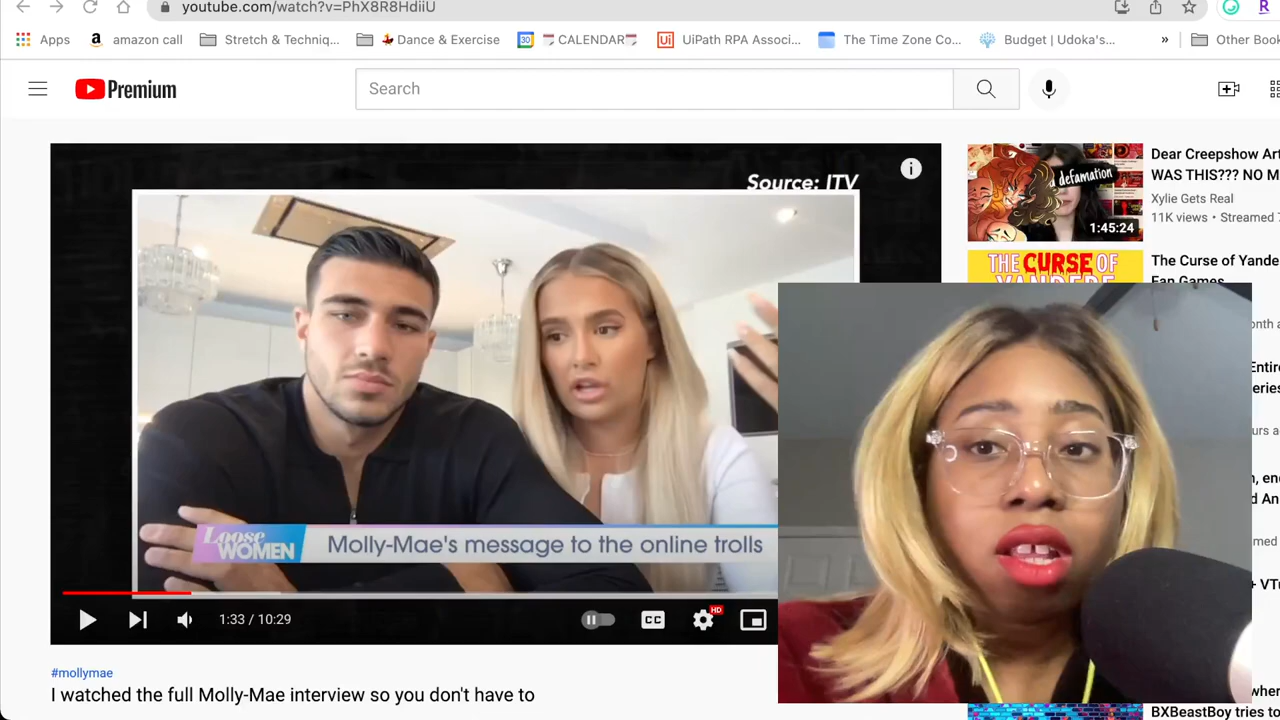 youtube.com/watch?v=PhX8R8HdiiU
Apps
amazon call
Stretch & Techniq...
Dance & Exercise
CALENDAR
UiPath RPA Associ...
The Time Zone Co...
Budget | Udoka's...
»
Other Book
Premium
Search
Source: ITV
Loose
WOMEN
Molly-Mae's message to the online trolls
1:33 / 10:29
CC
HD
#mollymae
I watched the full Molly-Mae interview so you don't have to
defamation
1:45:24
Dear Creepshow Art
WAS THIS??? NO M
Xylie Gets Real
11K views • Streamed 7
THE CURSE OF
The Curse of Yande
Fan Games
BXBeastBoy tries to